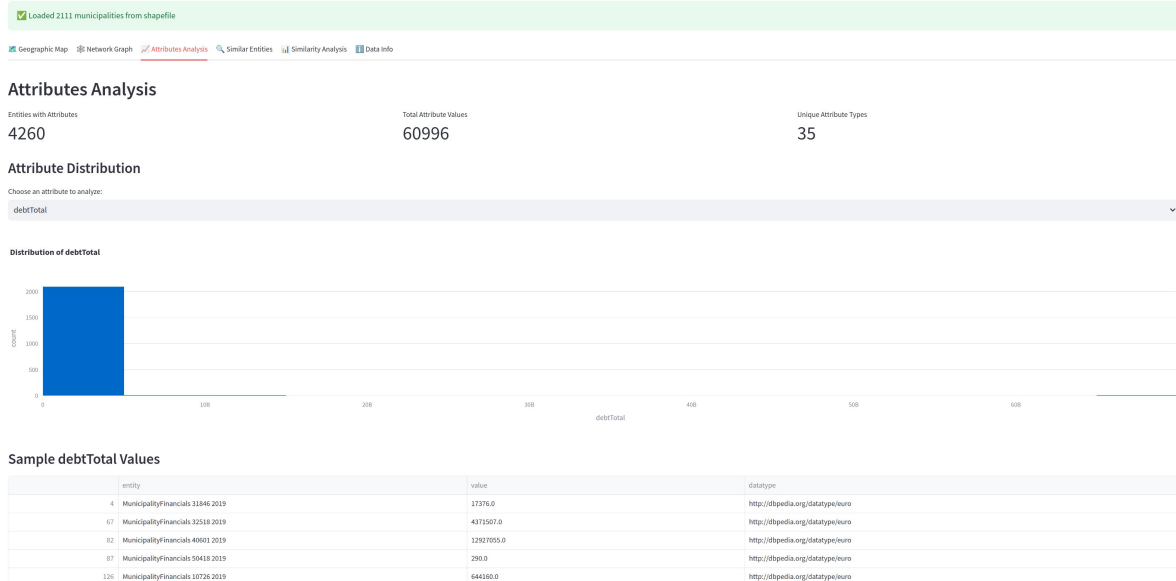 ✅ Loaded 2111 municipalities from shapefile
🗺️ Geographic Map 🕸️ Network Graph 📈 Attributes Analysis 🔍 Similar Entities 📊 Similarity Analysis ℹ️ Data Info
Attributes Analysis
Entities with Attributes Total Attribute Values Unique Attribute Types
4260 60996 35
Attribute Distribution
Choose an attribute to analyze:
debtTotal
Distribution of debtTotal
2000
1500
1000
500
0
count
0 10B 20B 30B 40B 50B 60B
debtTotal
Sample debtTotal Values
entity value datatype
4 MunicipalityFinancials 31846 2019 17376.0 http://dbpedia.org/datatype/euro
67 MunicipalityFinancials 32518 2019 4371507.0 http://dbpedia.org/datatype/euro
82 MunicipalityFinancials 40601 2019 12927055.0 http://dbpedia.org/datatype/euro
87 MunicipalityFinancials 50418 2019 290.0 http://dbpedia.org/datatype/euro
126 MunicipalityFinancials 10726 2019 644160.0 http://dbpedia.org/datatype/euro